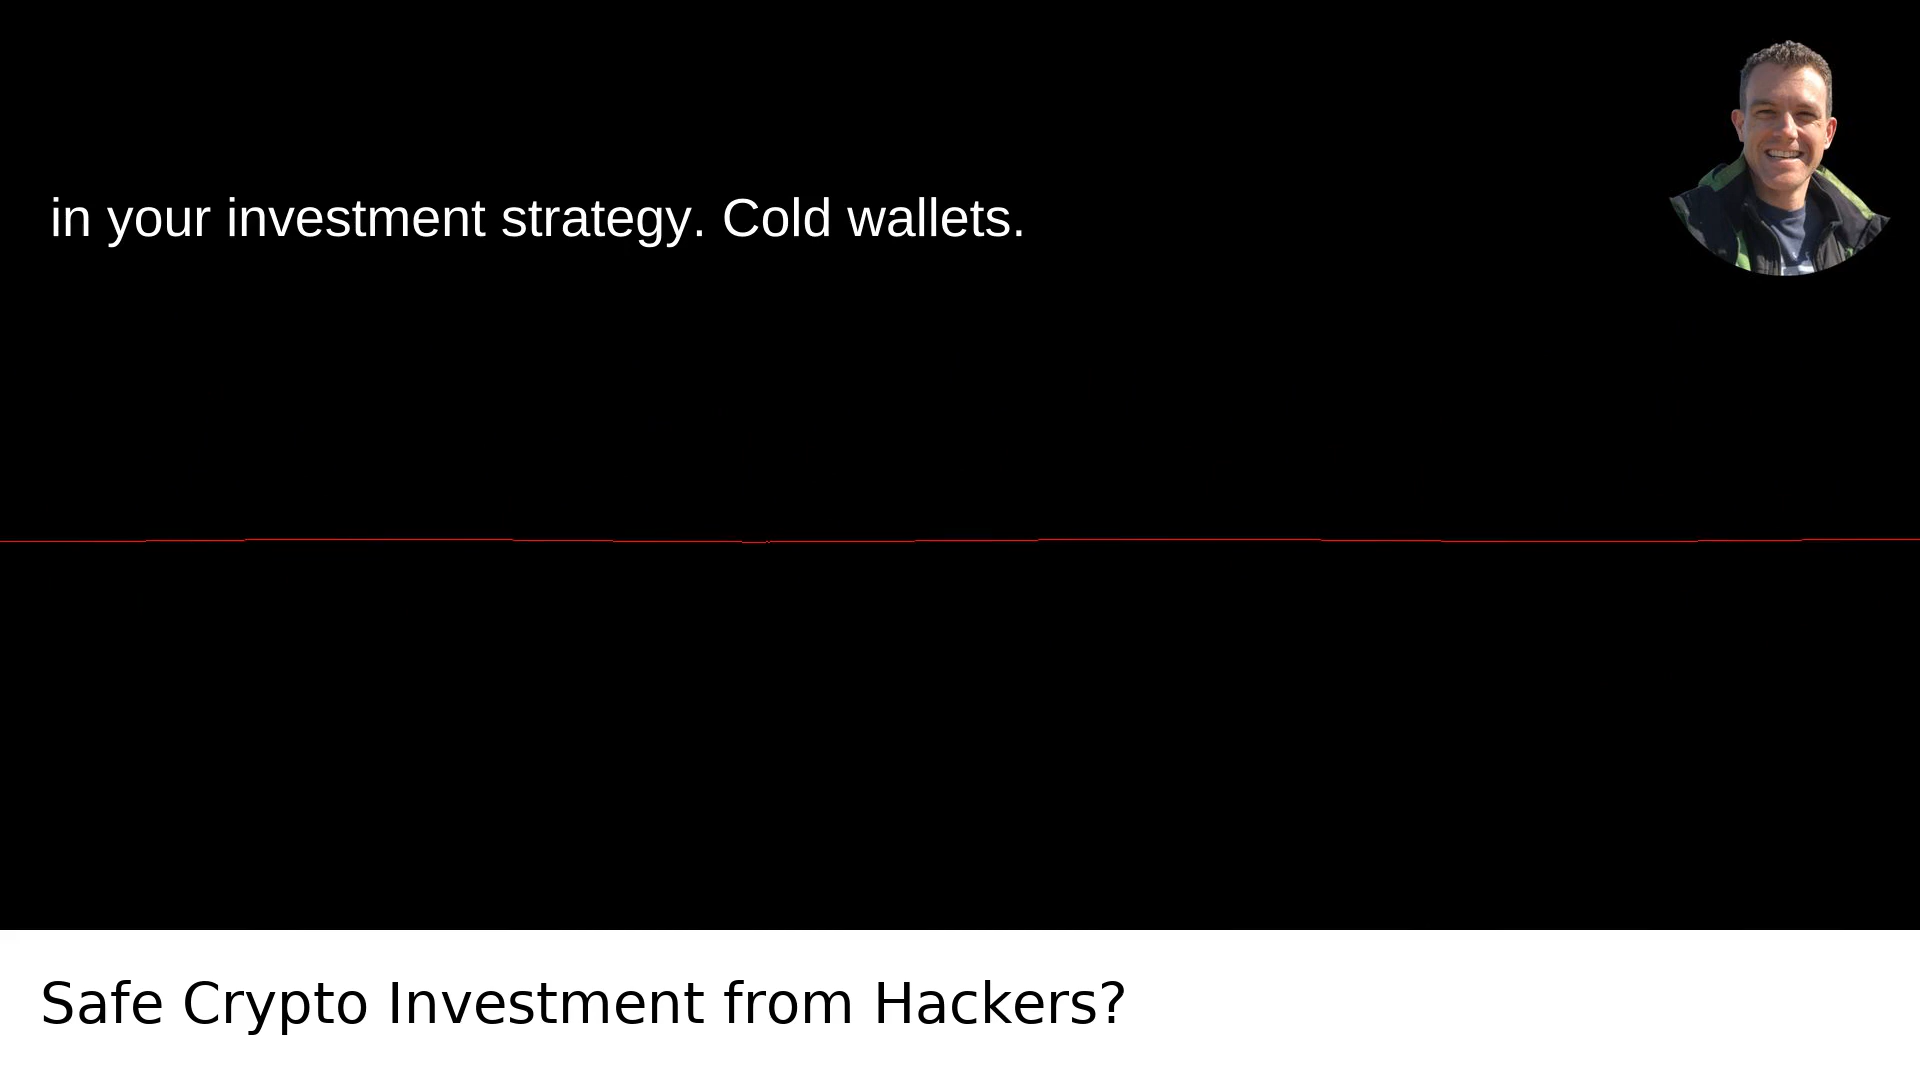 in your investment strategy. Cold wallets.
Safe Crypto Investment from Hackers?